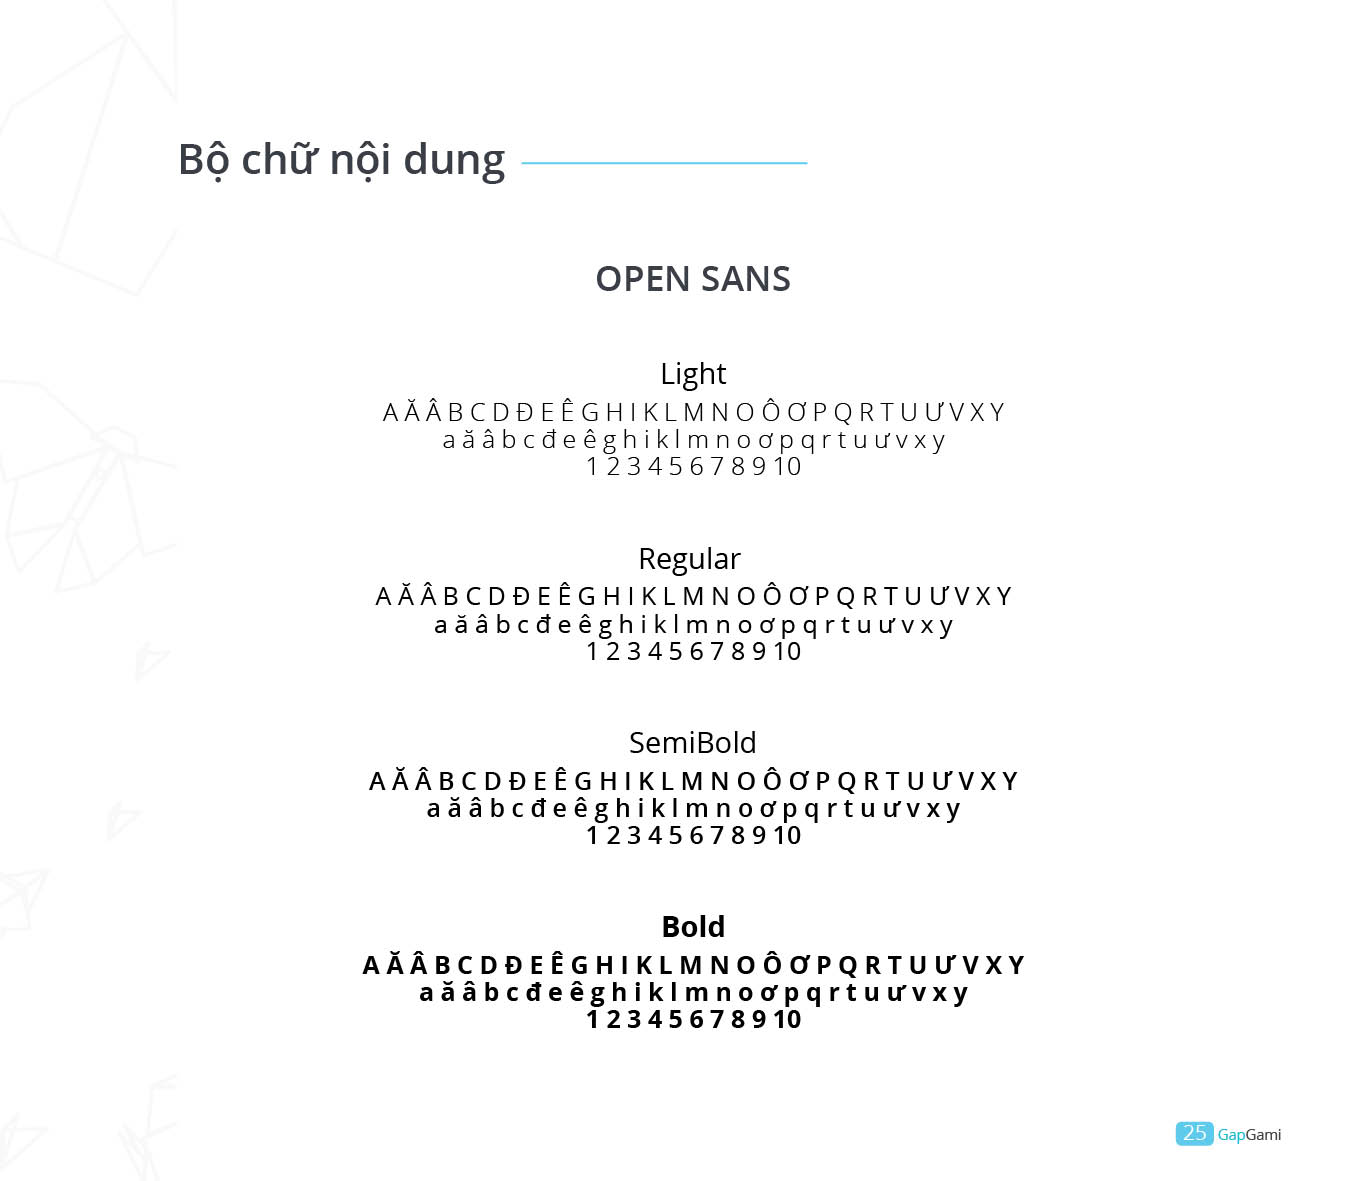 Bộ chữ nội dung
OPEN SANS
Light
A Ă Â B C D Đ E Ê G H I K L M N O Ô Ơ P Q R T U Ư V X Y
a ă â b c đ e ê g h i k l m n o ơ p q r t u ư v x y
1 2 3 4 5 6 7 8 9 10
Regular
A Ă Â B C D Đ E Ê G H I K L M N O Ô Ơ P Q R T U Ư V X Y
a ă â b c đ e ê g h i k l m n o ơ p q r t u ư v x y
1 2 3 4 5 6 7 8 9 10
SemiBold
A Ă Â B C D Đ E Ê G H I K L M N O Ô Ơ P Q R T U Ư V X Y
a ă â b c đ e ê g h i k l m n o ơ p q r t u ư v x y
1 2 3 4 5 6 7 8 9 10
Bold
A Ă Â B C D Đ E Ê G H I K L M N O Ô Ơ P Q R T U Ư V X Y
a ă â b c đ e ê g h i k l m n o ơ p q r t u ư v x y
1 2 3 4 5 6 7 8 9 10
25 GapGami